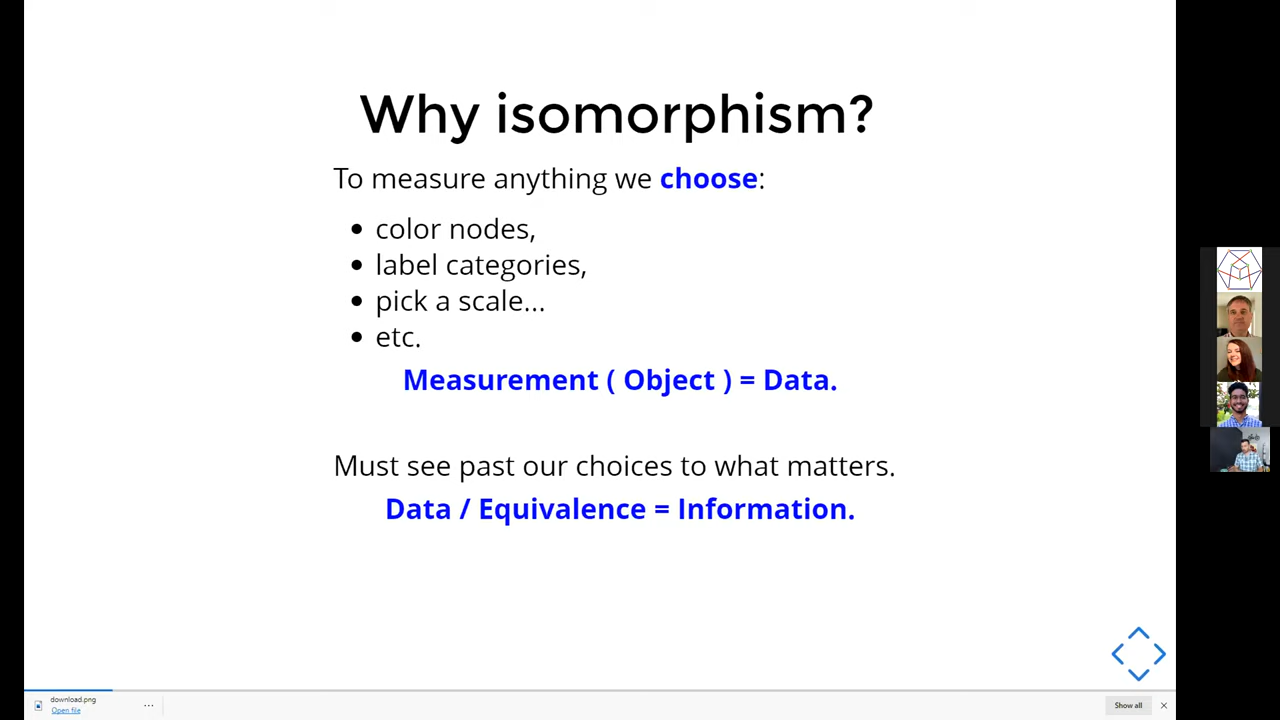 Why isomorphism?
To measure anything we choose:
• color nodes,
• label categories,
• pick a scale...
• etc.
Measurement ( Object ) = Data.
Must see past our choices to what matters.
Data / Equivalence = Information.
download.png
Open file
...
Show all